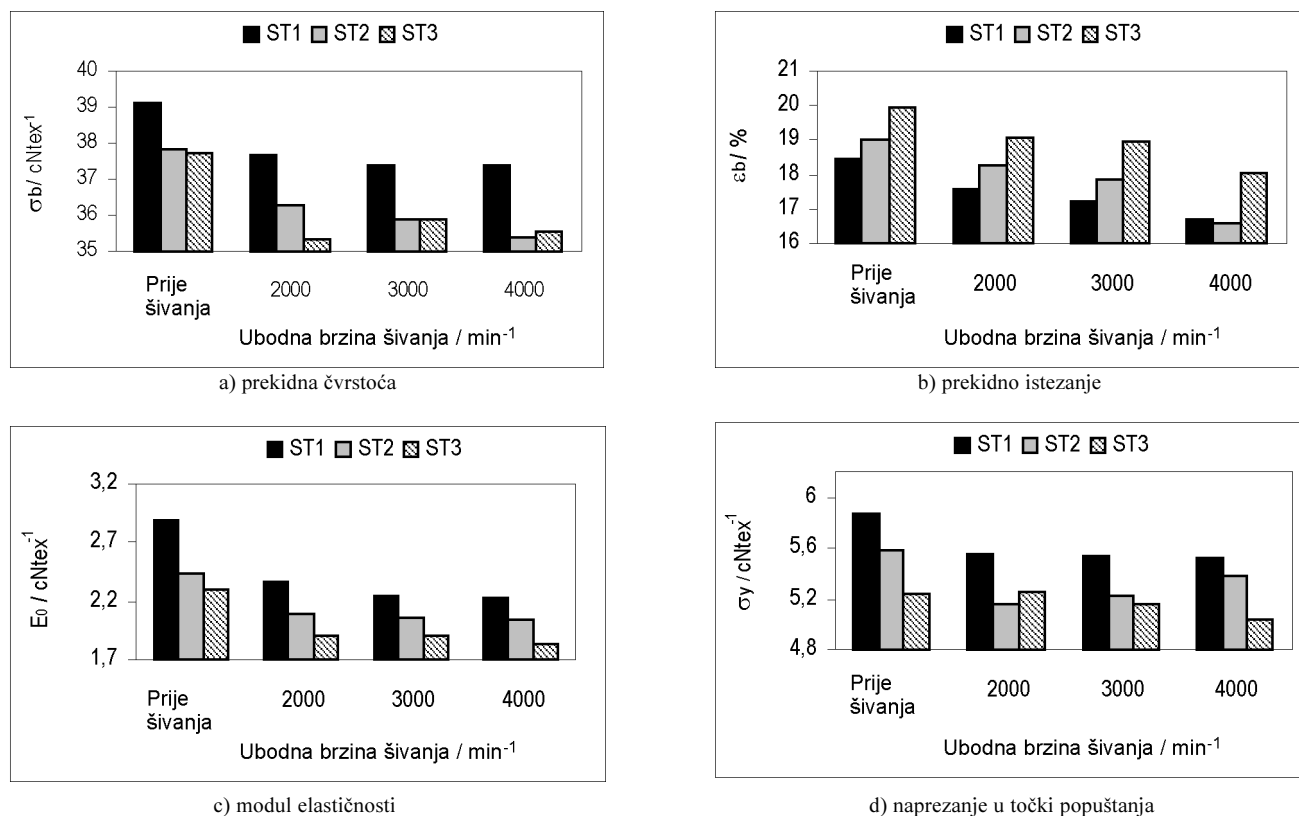 ST1 ST2 ST3
σb/ cNtex-1
40
39
38
37
36
35
Prije šivanja 2000 3000 4000
Ubodna brzina šivanja / min-1
a) prekidna čvrstoća
ST1 ST2 ST3
εb/ %
21
20
19
18
17
16
Prije šivanja 2000 3000 4000
Ubodna brzina šivanja / min-1
b) prekidno istezanje
ST1 ST2 ST3
E0 / cNtex-1
3,2
2,7
2,2
1,7
Prije šivanja 2000 3000 4000
Ubodna brzina šivanja / min-1
c) modul elastičnosti
ST1 ST2 ST3
σy / cNtex-1
6
5,6
5,2
4,8
Prije šivanja 2000 3000 4000
Ubodna brzina šivanja / min-1
d) naprezanje u točki popuštanja